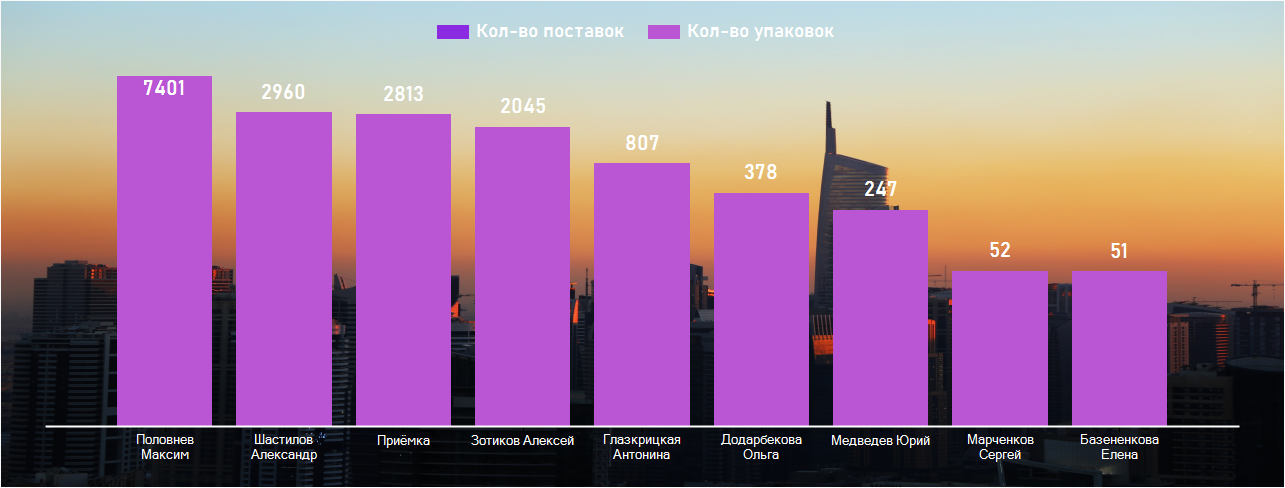 Кол-во поставок Кол-во упаковок
7401 2960 2813 2045 807 378 247 52 51
Половнев Шастилов Приёмка Зотиков Алексей Глазкрицкая Додарбекова Медведев Юрий Марченков Базененкова
Максим Александр Антонина Ольга Сергей Елена